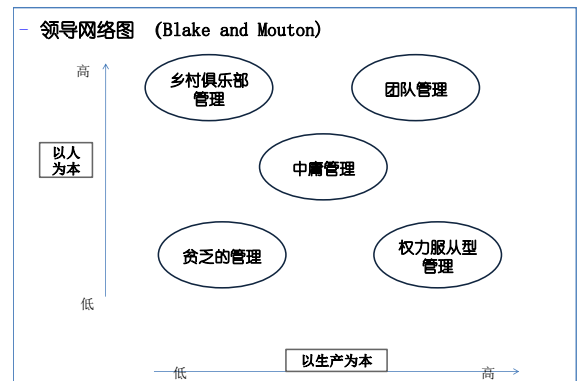 – 领导网络图 (Blake and Mouton)
高
乡村俱乐部
管理
团队管理
以人
为本
中庸管理
贫乏的管理
权力服从型
管理
低
以生产为本
低
高